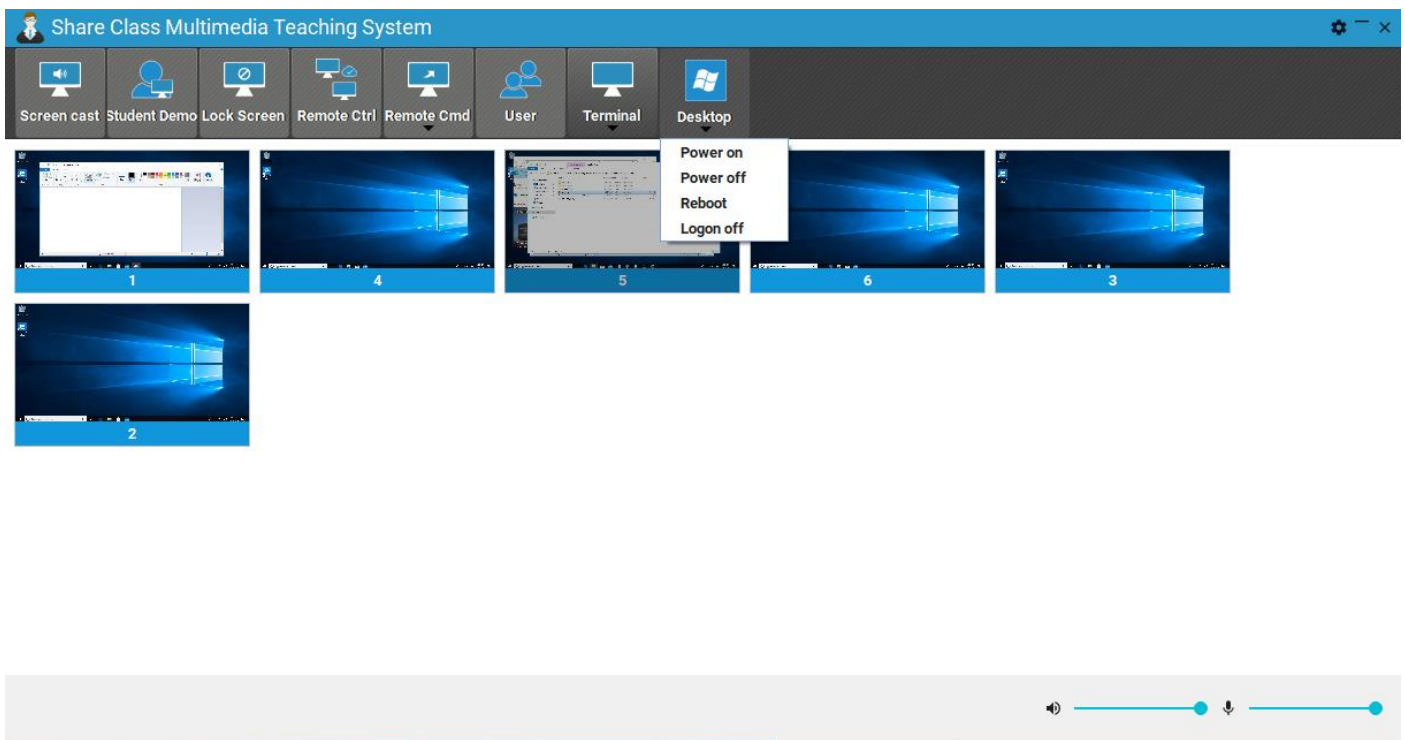 Share Class Multimedia Teaching System
Screen cast
Student Demo
Lock Screen
Remote Ctrl
Remote Cmd
User
Terminal
Desktop
Power on
Power off
Reboot
Logon off
1
4
5
6
3
2